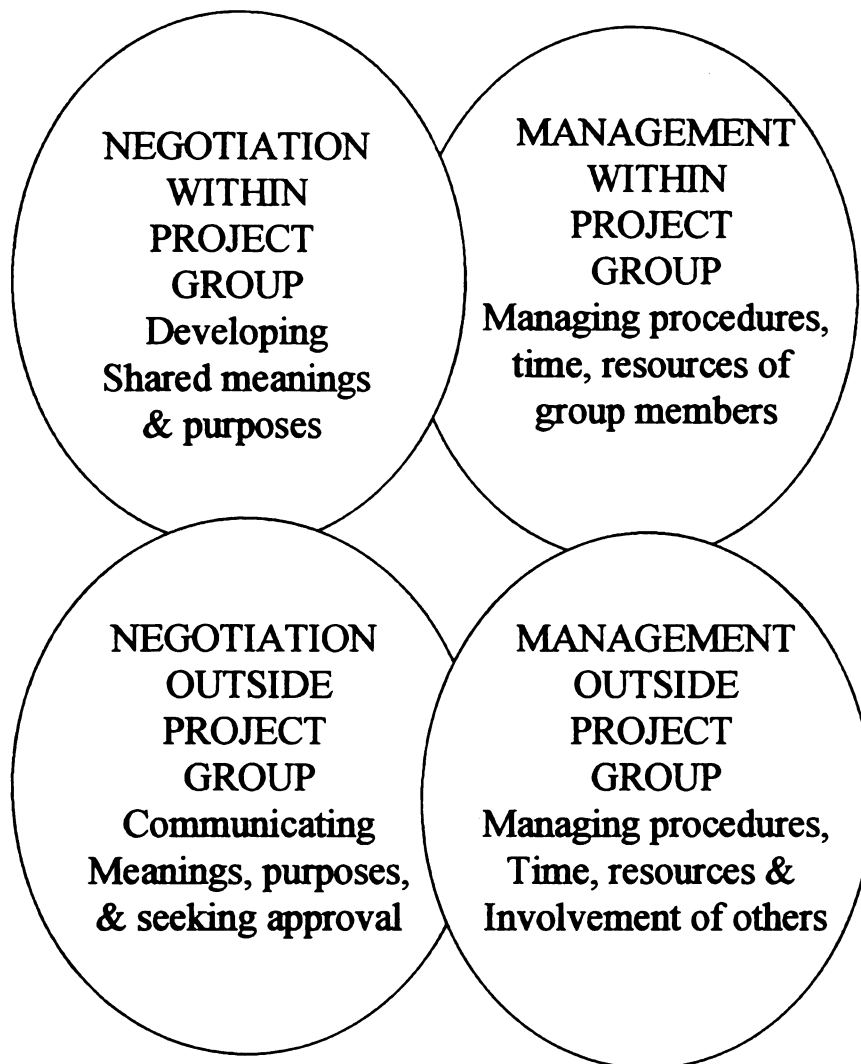 NEGOTIATION
WITHIN
PROJECT
GROUP
Developing
Shared meanings
& purposes
MANAGEMENT
WITHIN
PROJECT
GROUP
Managing procedures,
time, resources of
group members
NEGOTIATION
OUTSIDE
PROJECT
GROUP
Communicating
Meanings, purposes,
& seeking approval
MANAGEMENT
OUTSIDE
PROJECT
GROUP
Managing procedures,
Time, resources &
Involvement of others